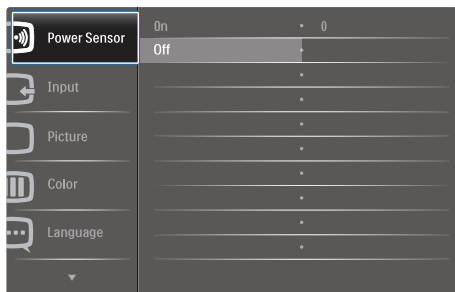 Power Sensor
On 0
Off
Input
Picture
Color
Language